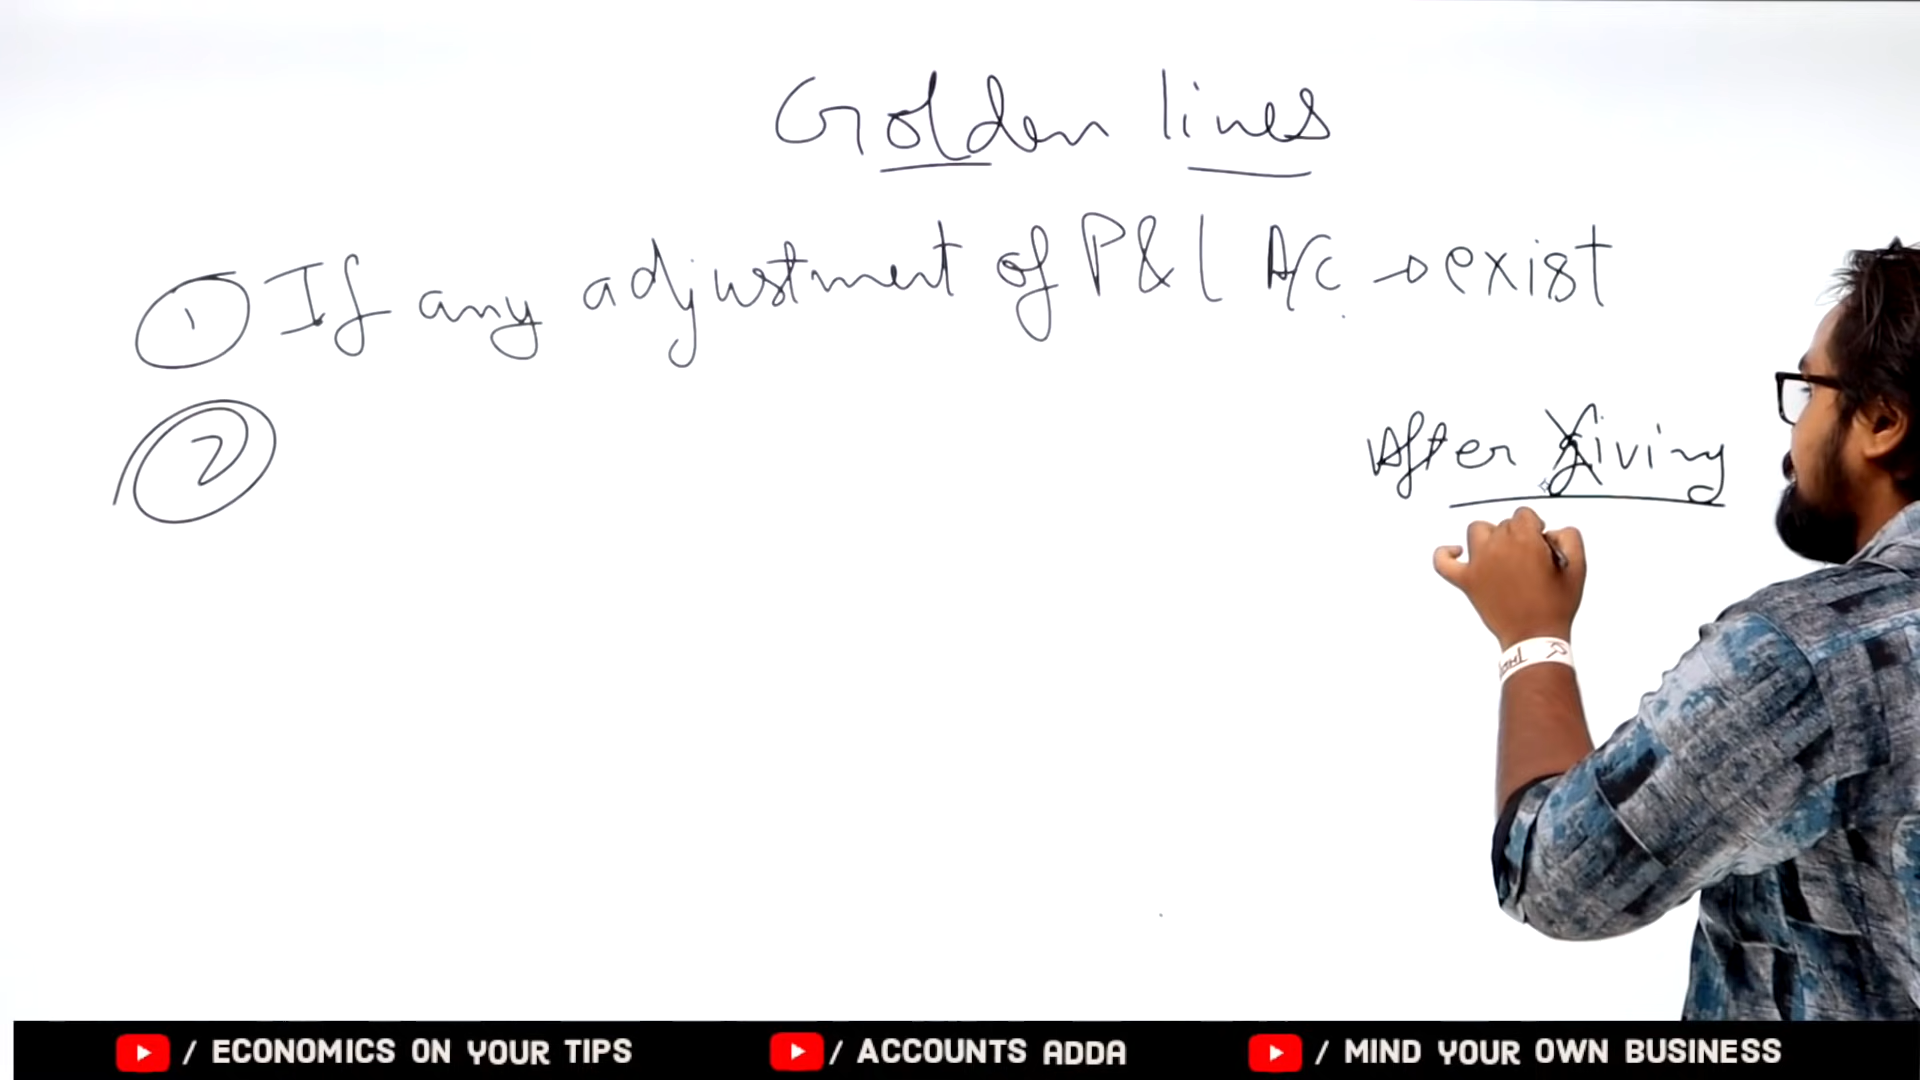 Golden lines
① If any adjustment of P&L A/C → exist
②
After giving
/ ECONOMICS ON YOUR TIPS
/ ACCOUNTS ADDA
/ MIND YOUR OWN BUSINESS